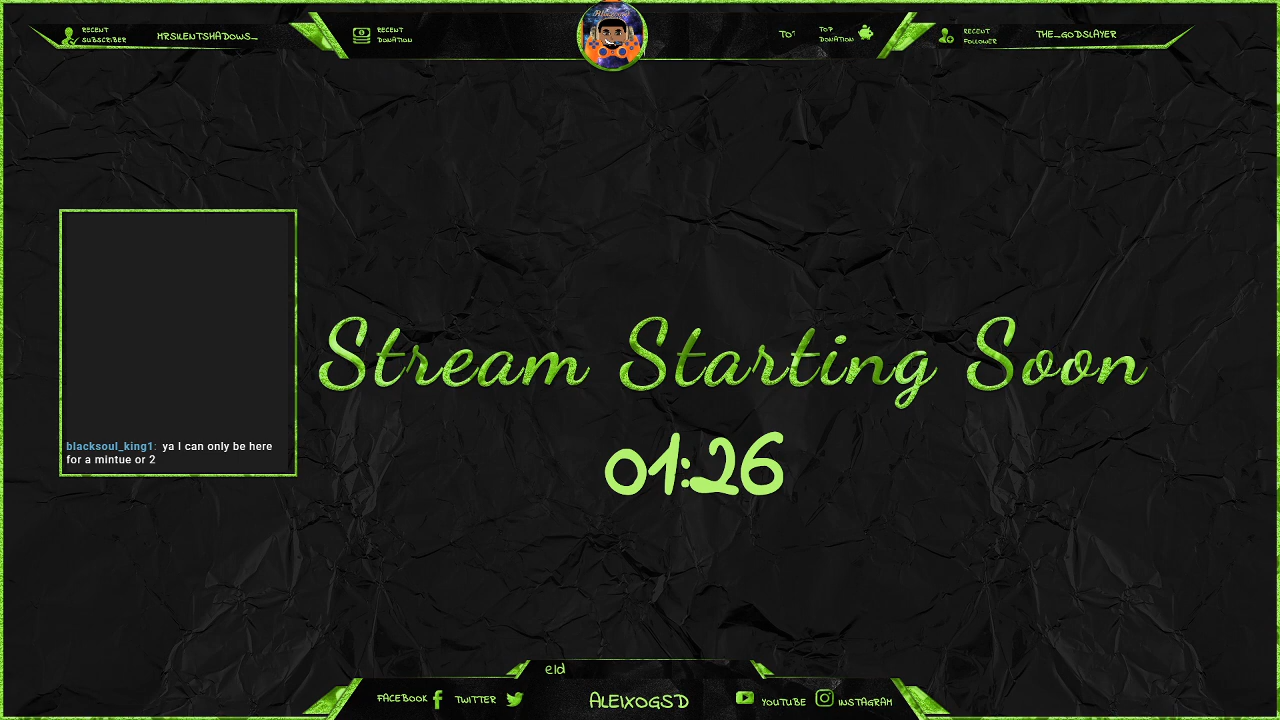 RECENT
SUBSCRIBER
MRSILENTSHADOWS_
RECENT
DONATION
TOP
DONATION
RECENT
FOLLOWER
THE_GODSLAYER
Stream Starting Soon
01:26
blacksoul_king1: ya I can only be here
for a mintue or 2
eld
FACEBOOK
TWITTER
ALEIXOGSD
YOUTUBE
INSTAGRAM